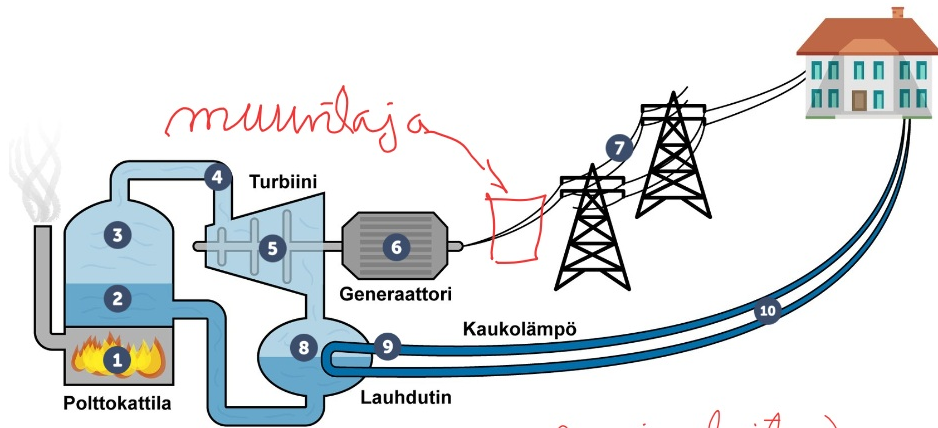 muuntaja
7
4
Turbiini
3
5
6
2
Generaattori
10
Kaukolämpö
8
9
1
Lauhdutin
Polttokattila